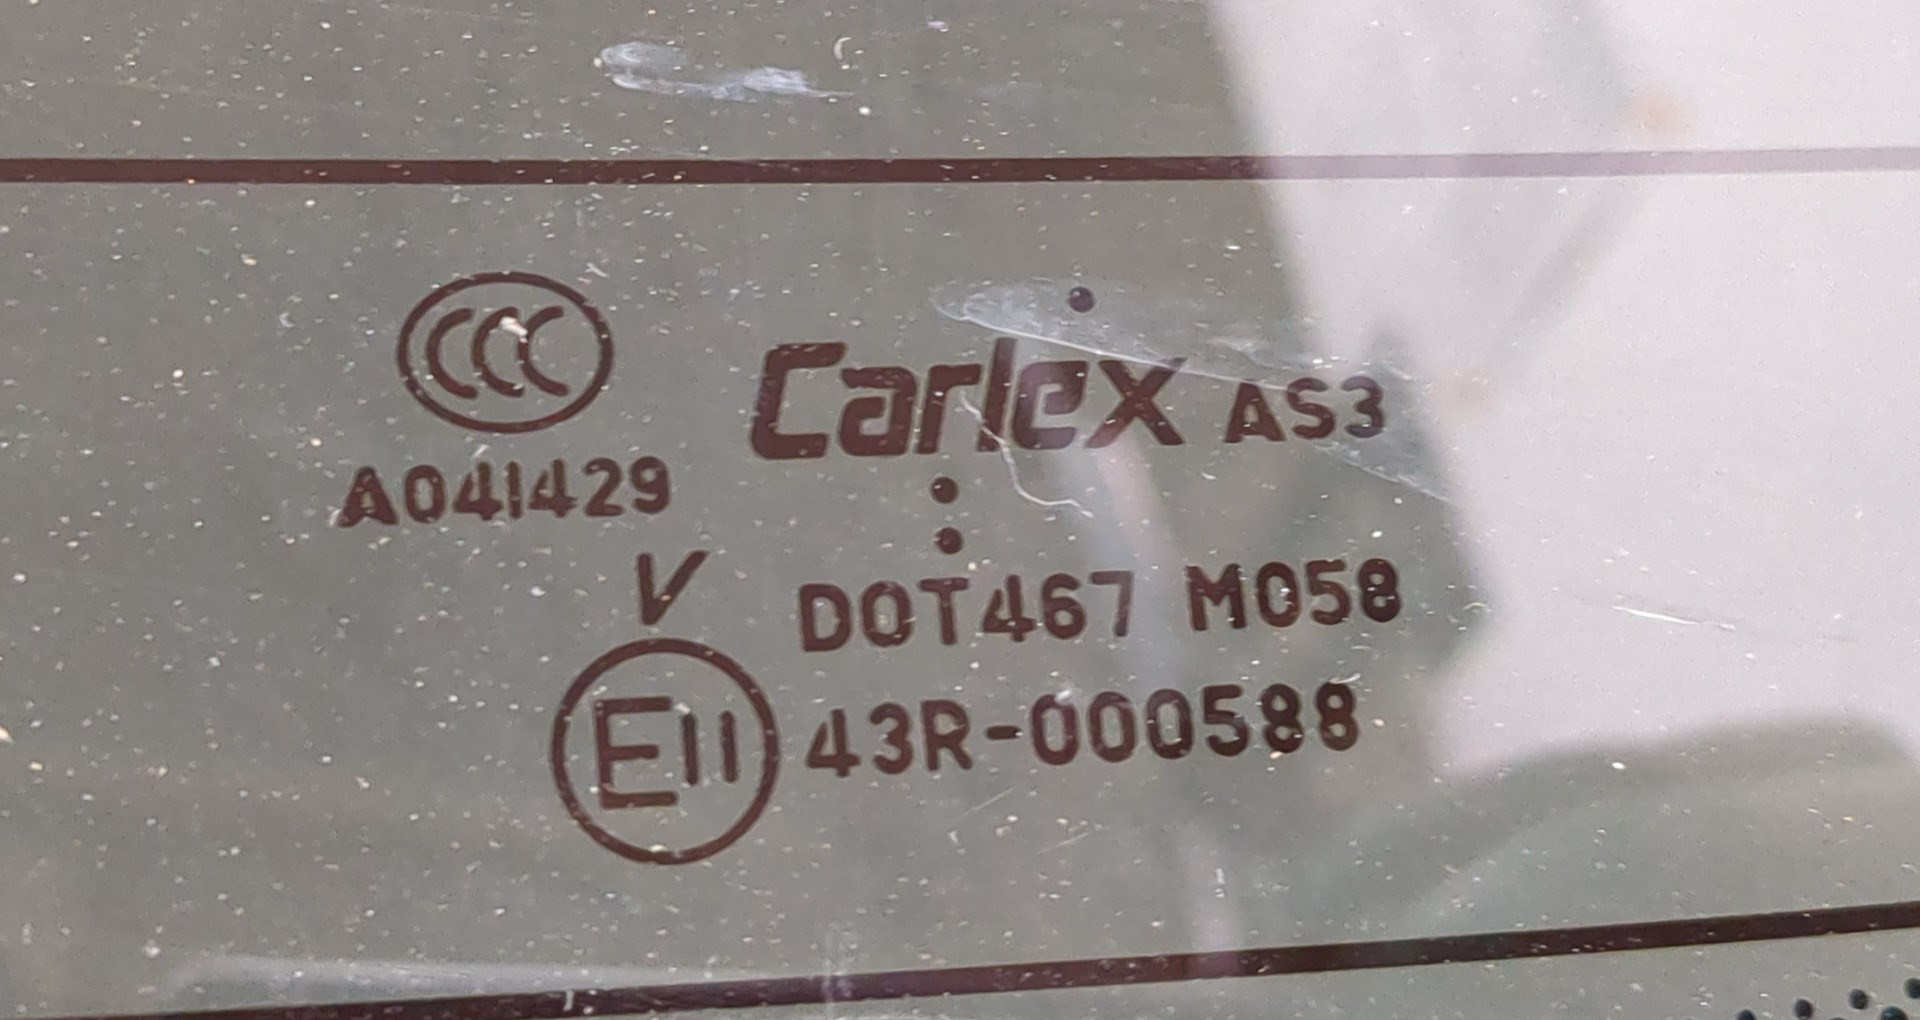 CCC
Carlex AS3
A041429
V
DOT467 M058
E11 43R-000588